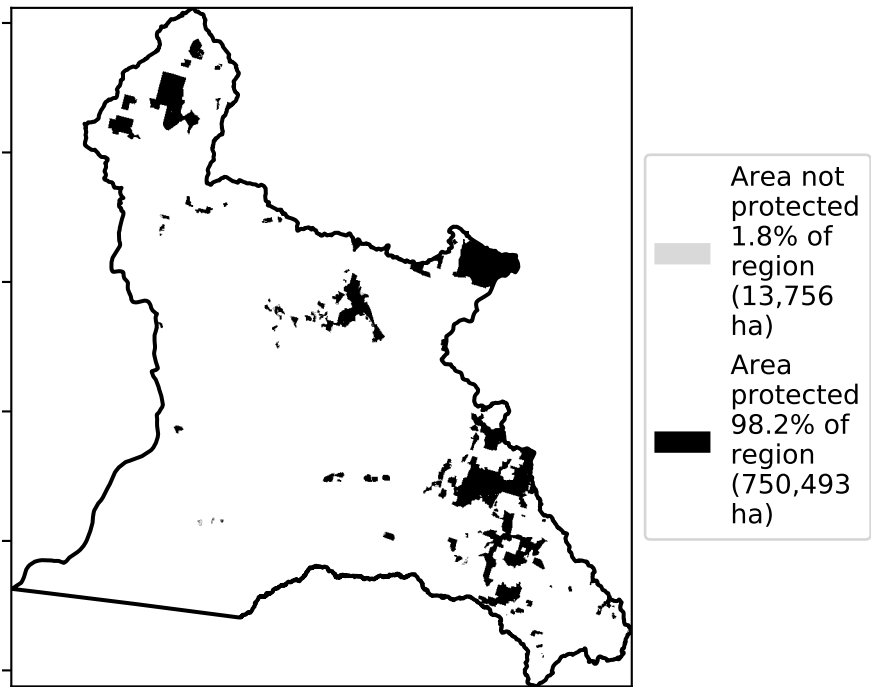 Area not
protected
1.8% of
region
(13,756
ha)
Area
protected
98.2% of
region
(750,493
ha)